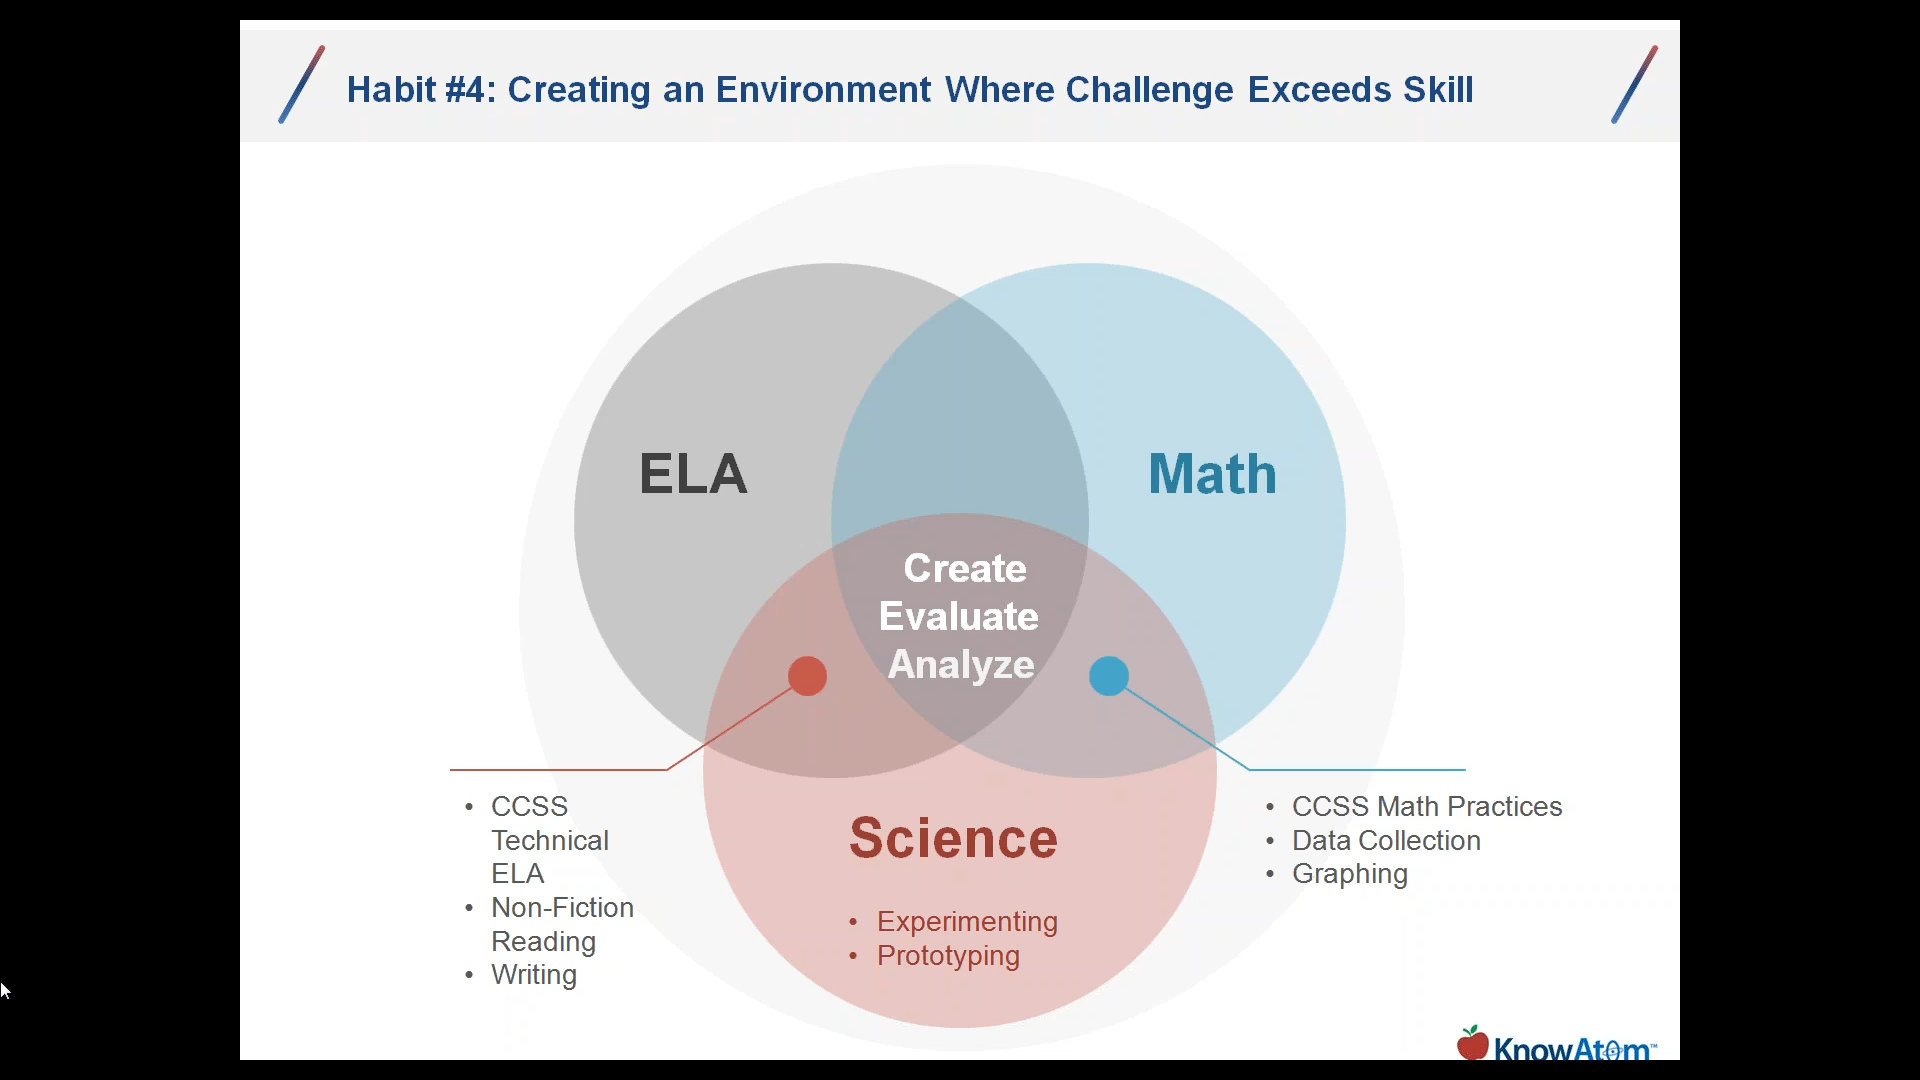 Habit #4: Creating an Environment Where Challenge Exceeds Skill
ELA
Math
Create
Evaluate
Analyze
Science
• Experimenting
• Prototyping
• CCSS
Technical
ELA
• Non-Fiction
Reading
• Writing
• CCSS Math Practices
• Data Collection
• Graphing
KnowAtom™